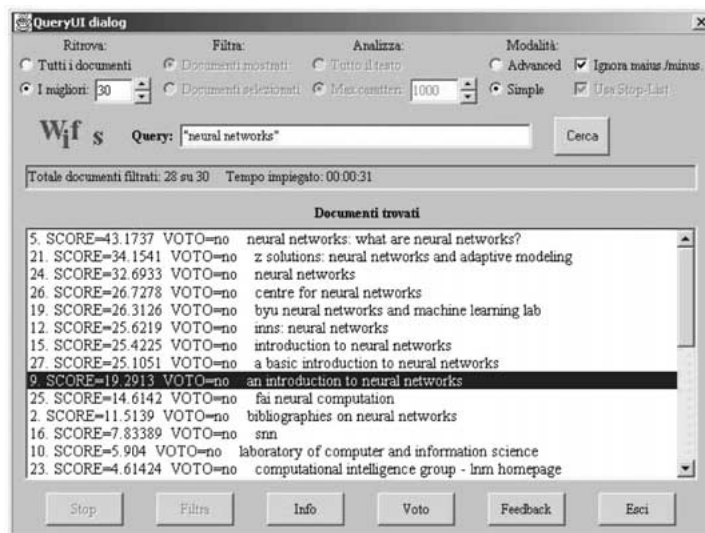 QueryUI dialog
Ritrova: Filtra: Analizza: Modalità:
Tutti i documenti Documenti mostrati Tutto il testo Advanced Ignora maius./minus.
I migliori: 30 Documenti selezionati Max caratteri: 1000 Simple Usa Stop-List
Wifs Query: "neural networks" Cerca
Totale documenti filtrati: 28 su 30 Tempo impiegato: 00:00:31
Documenti trovati
5. SCORE=43.1737 VOTO=no neural networks: what are neural networks?
21. SCORE=34.1541 VOTO=no z solutions: neural networks and adaptive modeling
24. SCORE=32.6933 VOTO=no neural networks
26. SCORE=26.7278 VOTO=no centre for neural networks
19. SCORE=26.3126 VOTO=no byu neural networks and machine learning lab
12. SCORE=25.6219 VOTO=no inns: neural networks
15. SCORE=25.4225 VOTO=no introduction to neural networks
27. SCORE=25.1051 VOTO=no a basic introduction to neural networks
9. SCORE=19.2913 VOTO=no an introduction to neural networks
25. SCORE=14.6142 VOTO=no fai neural computation
2. SCORE=11.5139 VOTO=no bibliographies on neural networks
16. SCORE=7.83389 VOTO=no snn
10. SCORE=5.904 VOTO=no laboratory of computer and information science
23. SCORE=4.61424 VOTO=no computational intelligence group - lnm homepage
Stop Filtra Info Voto Feedback Esci